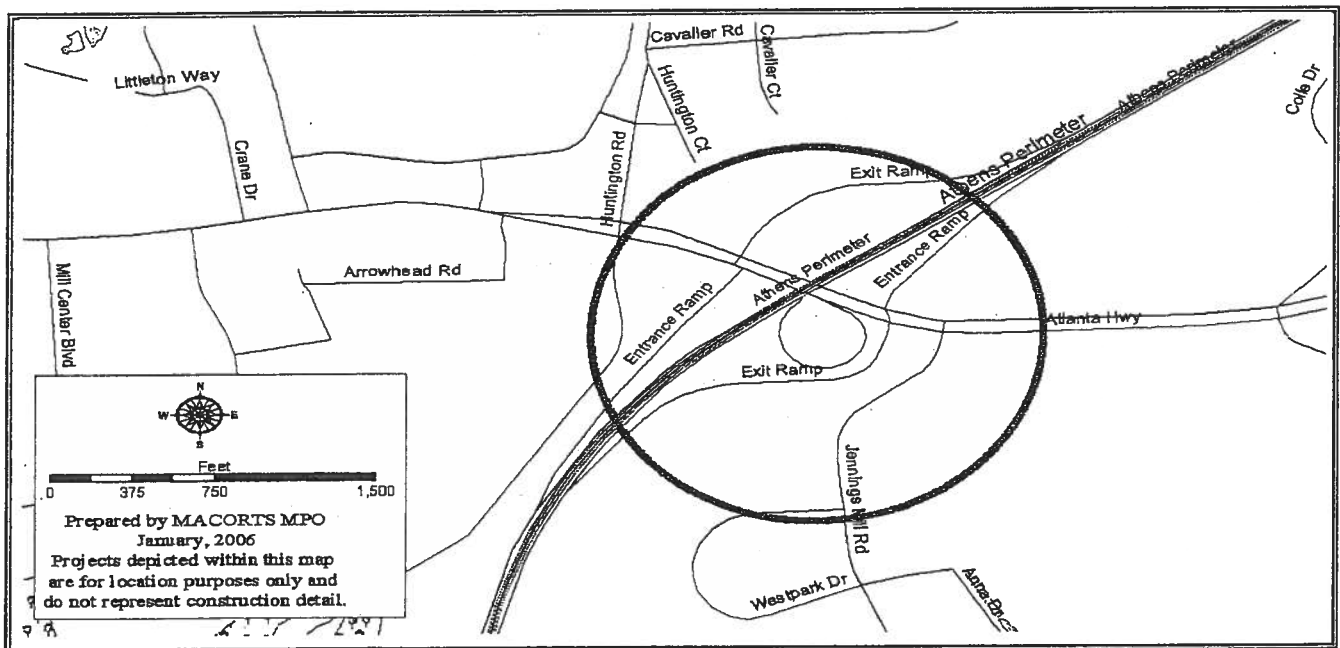 Cavalier Rd
Cavalier Ct
Littleton Way
Huntington Ct
Athens Perimeter
Colle Dr
Crane Dr
Huntington Rd
Exit Ramp
Athens Perimeter
Arrowhead Rd
Athens Perimeter
Entrance Ramp
Mill Center Blvd
Entrance Ramp
Atlanta Hwy
Exit Ramp
N
W E
S
Feet
0 375 750 1,500
Prepared by MACORTS MPO
January, 2006
Projects depicted within this map
are for location purposes only and
do not represent construction detail.
Jennings Mill Rd
Westpark Dr
Anna Dr